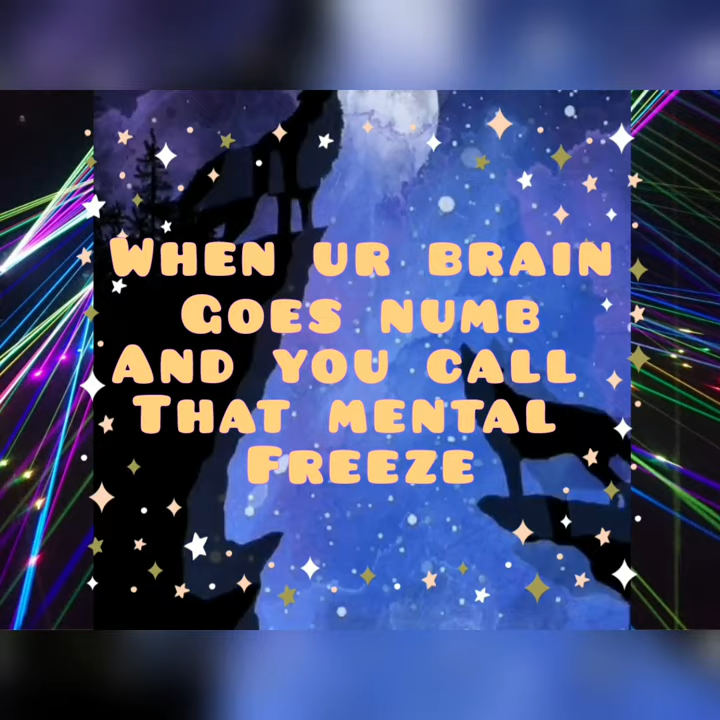 When ur brain
Goes numb
And you call
That mental
Freeze